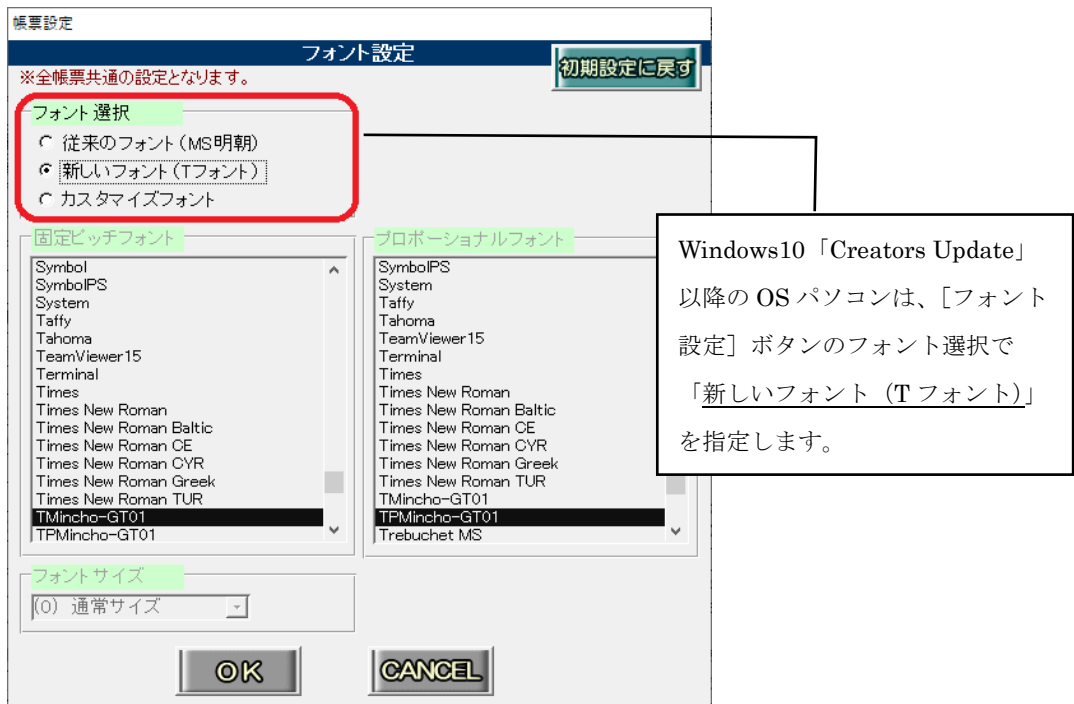 帳票設定
フォント設定
初期設定に戻す
※全帳票共通の設定となります。
フォント選択
従来のフォント(MS明朝)
新しいフォント(Tフォント)
カスタマイズフォント
固定ピッチフォント
Symbol
SymbolPS
System
Taffy
Tahoma
TeamViewer15
Terminal
Times
Times New Roman
Times New Roman Baltic
Times New Roman CE
Times New Roman CYR
Times New Roman Greek
Times New Roman TUR
TMincho-GT01
TPMincho-GT01
プロポーショナルフォント
SymbolPS
System
Taffy
Tahoma
TeamViewer15
Terminal
Times
Times New Roman
Times New Roman Baltic
Times New Roman CE
Times New Roman CYR
Times New Roman Greek
Times New Roman TUR
TMincho-GT01
TPMincho-GT01
Trebuchet MS
Windows10「Creators Update」
以降の OS パソコンは、［フォント
設定］ボタンのフォント選択で
「新しいフォント（T フォント）」
を指定します。
フォントサイズ
(0) 通常サイズ
OK
CANCEL